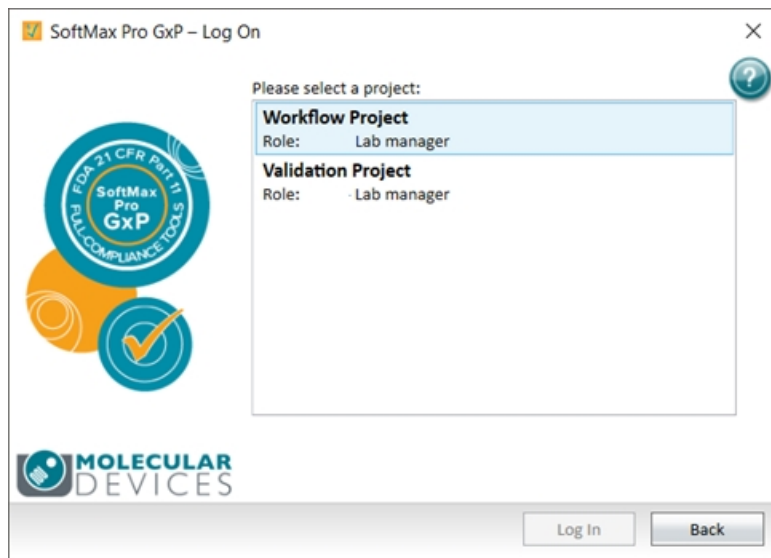 SoftMax Pro GxP – Log On
Please select a project:
Workflow Project
Role: Lab manager
Validation Project
Role: Lab manager
FDA 21 CFR Part 11
SoftMax
Pro
GxP
FULL-COMPLIANCE TOOLS
MOLECULAR
DEVICES
?
Log In
Back